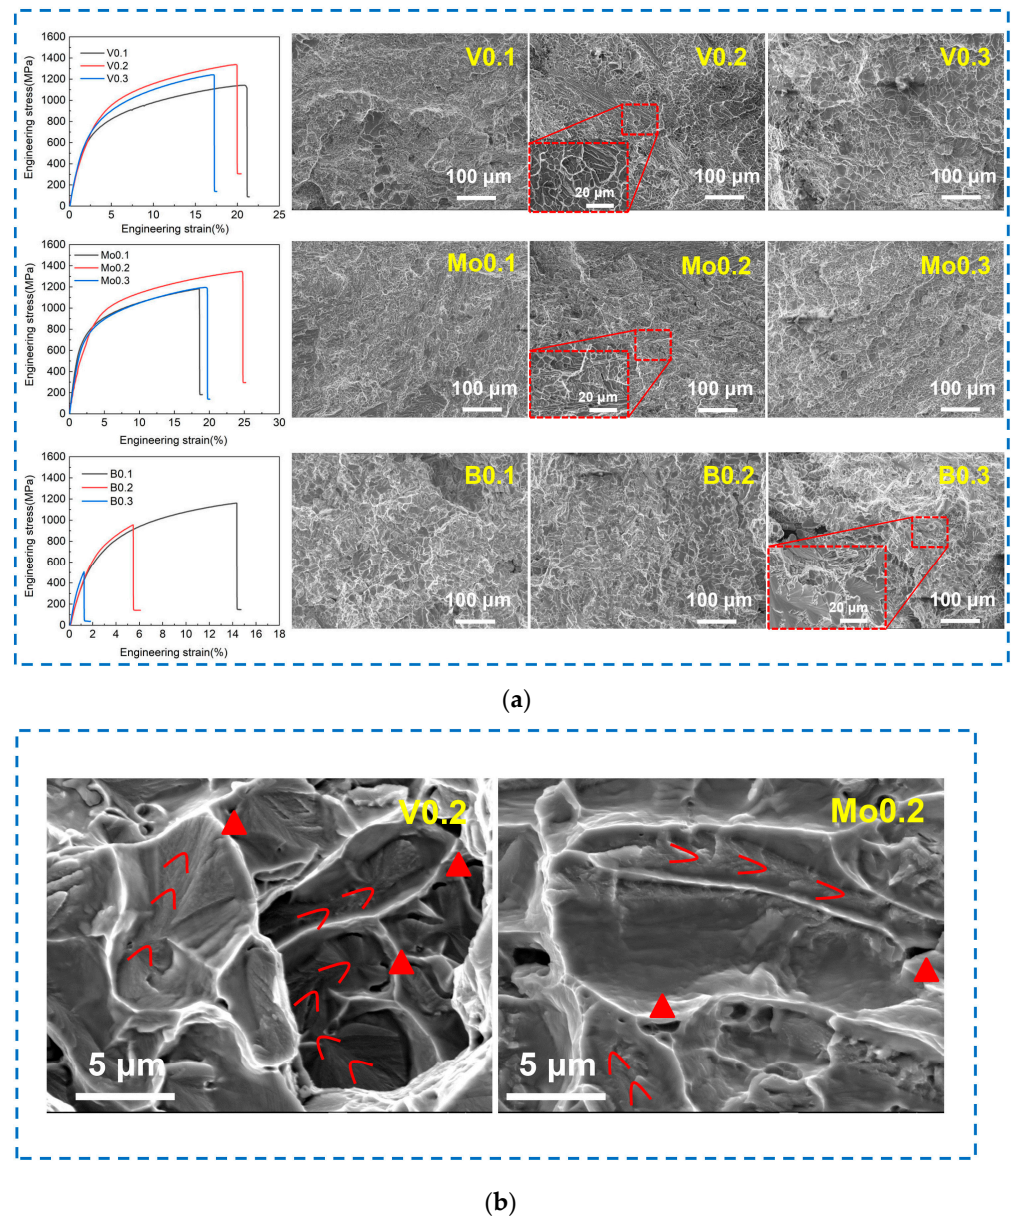 V0.1
V0.2
V0.3
Engineering stress(MPa)
1600
1400
1200
1000
800
600
400
200
0
0 5 10 15 20 25
Engineering strain(%)
V0.1
100 μm
V0.2
20 μm
100 μm
V0.3
100 μm
Mo0.1
Mo0.2
Mo0.3
Engineering stress(MPa)
1600
1400
1200
1000
800
600
400
200
0
0 5 10 15 20 25 30
Engineering strain(%)
Mo0.1
100 μm
Mo0.2
20 μm
100 μm
Mo0.3
100 μm
B0.1
B0.2
B0.3
Engineering stress(MPa)
1600
1400
1200
1000
800
600
400
200
0
0 2 4 6 8 10 12 14 16 18
Engineering strain(%)
B0.1
100 μm
B0.2
100 μm
B0.3
20 μm
100 μm
(a)
V0.2
5 μm
Mo0.2
5 μm
(b)